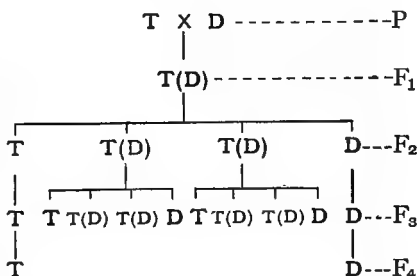 T X D P
T(D) F₁
T T(D) T(D) D F₂
T T T(D) T(D) D T T(D) T(D) D D F₃
T D F₄